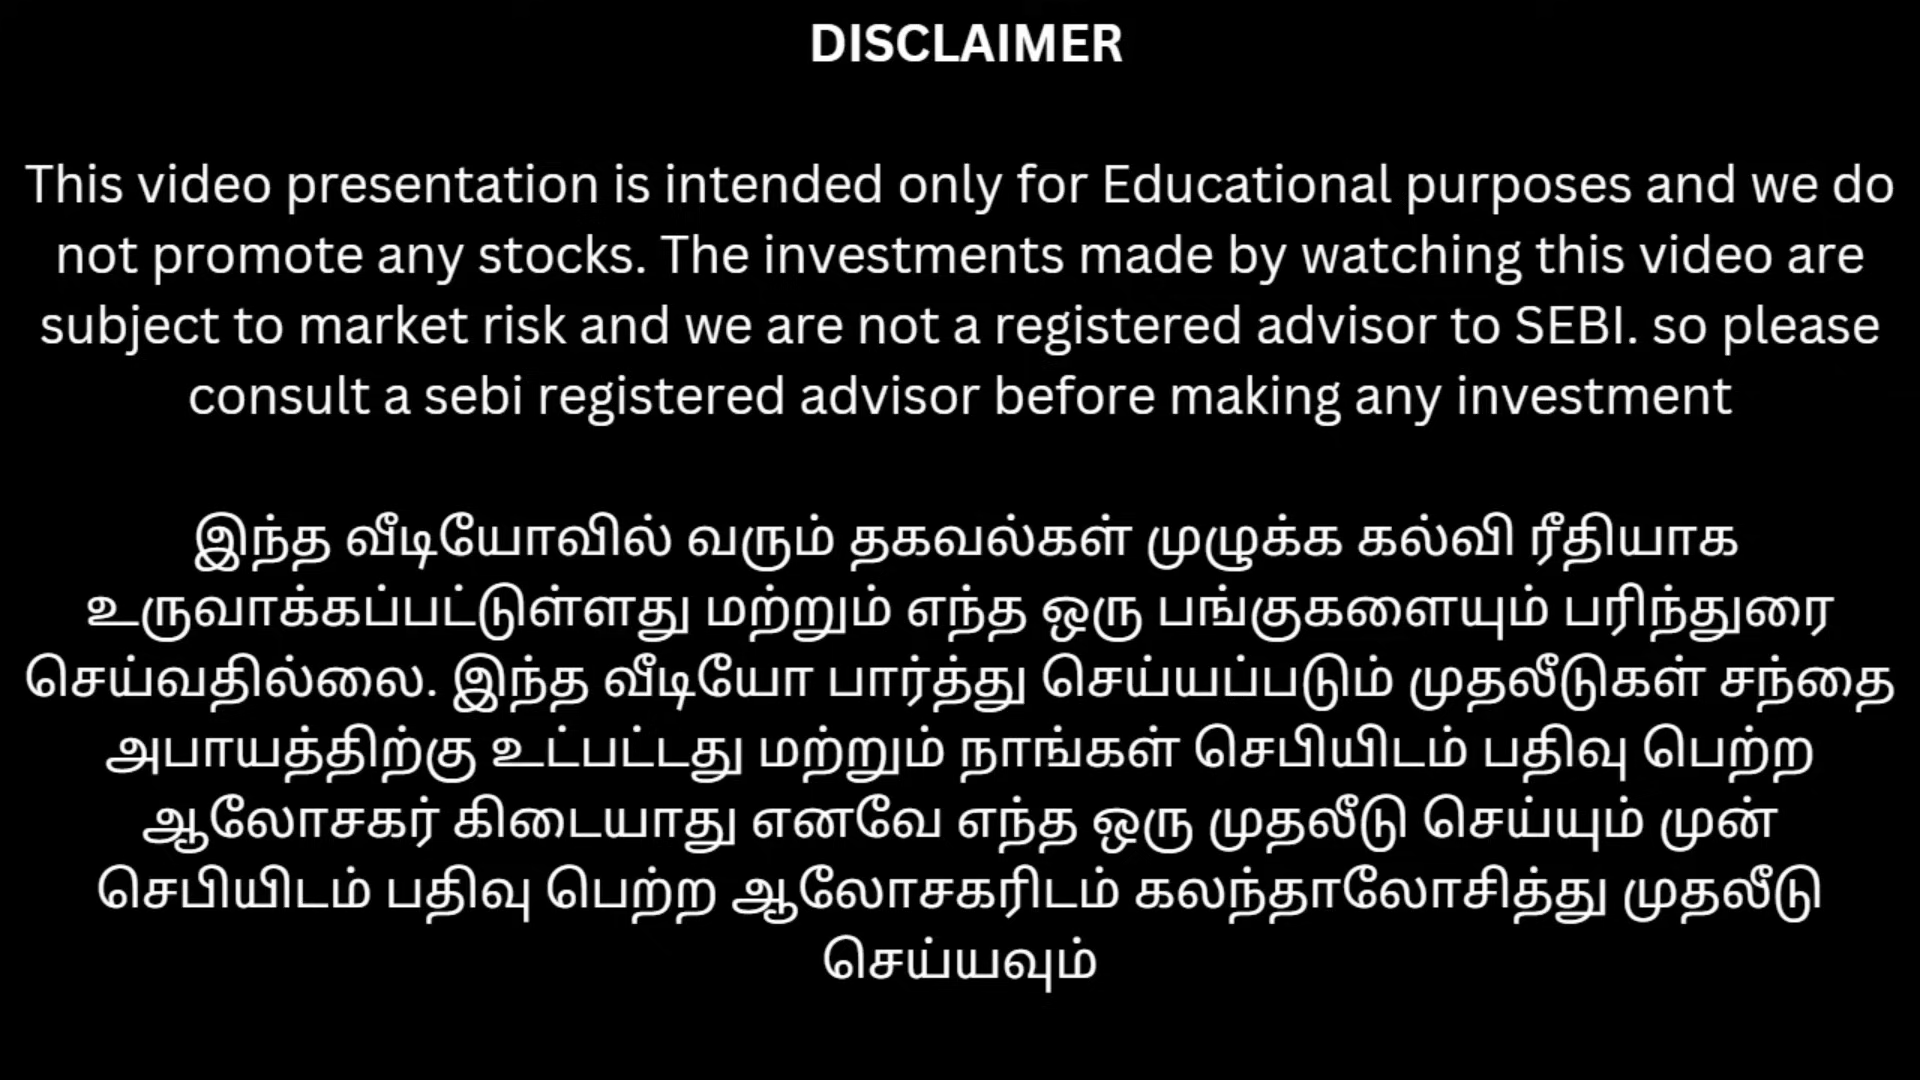 DISCLAIMER
This video presentation is intended only for Educational purposes and we do
not promote any stocks. The investments made by watching this video are
subject to market risk and we are not a registered advisor to SEBI. so please
consult a sebi registered advisor before making any investment
இந்த வீடியோவில் வரும் தகவல்கள் முழுக்க கல்வி ரீதியாக
உருவாக்கப்பட்டுள்ளது மற்றும் எந்த ஒரு பங்குகளையும் பரிந்துரை
செய்வதில்லை. இந்த வீடியோ பார்த்து செய்யப்படும் முதலீடுகள் சந்தை
அபாயத்திற்கு உட்பட்டது மற்றும் நாங்கள் செபியிடம் பதிவு பெற்ற
ஆலோசகர் கிடையாது எனவே எந்த ஒரு முதலீடு செய்யும் முன்
செபியிடம் பதிவு பெற்ற ஆலோசகரிடம் கலந்தாலோசித்து முதலீடு
செய்யவும்